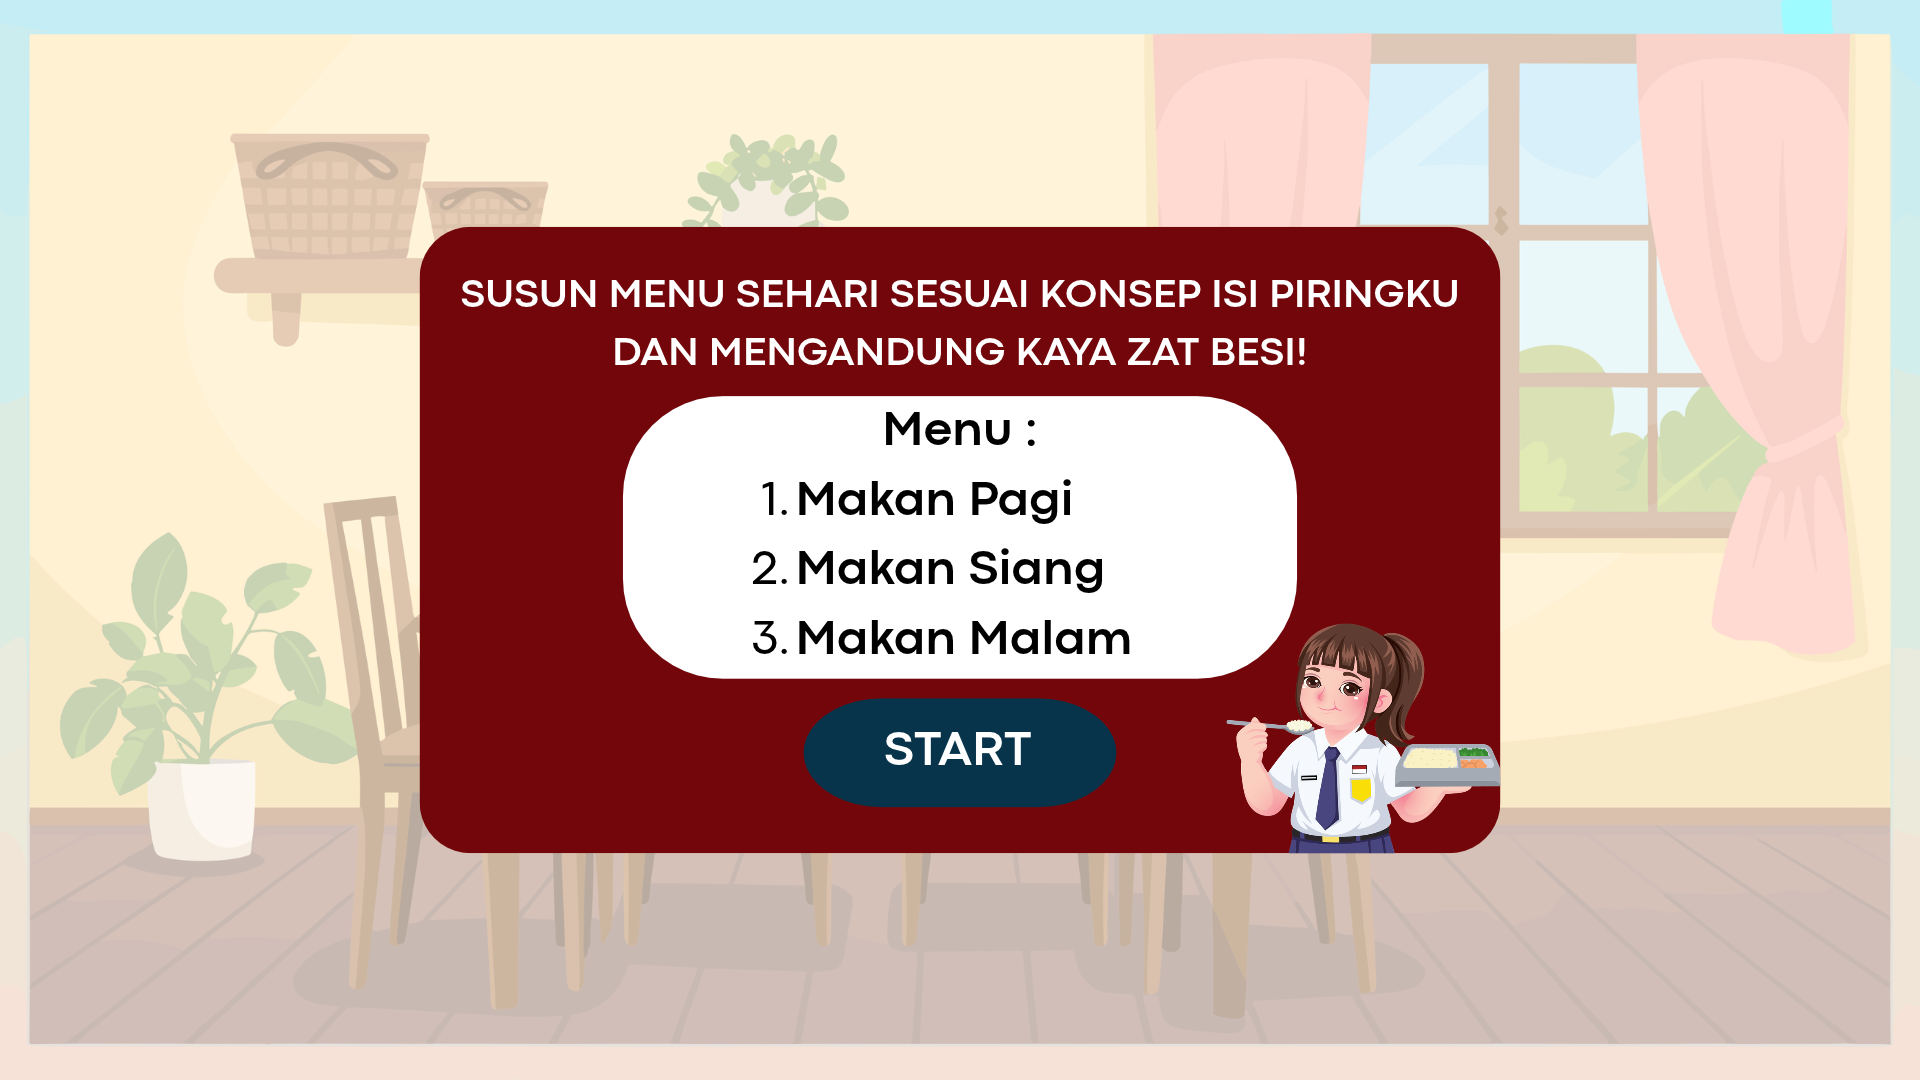 SUSUN MENU SEHARI SESUAI KONSEP ISI PIRINGKU
DAN MENGANDUNG KAYA ZAT BESI!
Menu :
1. Makan Pagi
2. Makan Siang
3. Makan Malam
START